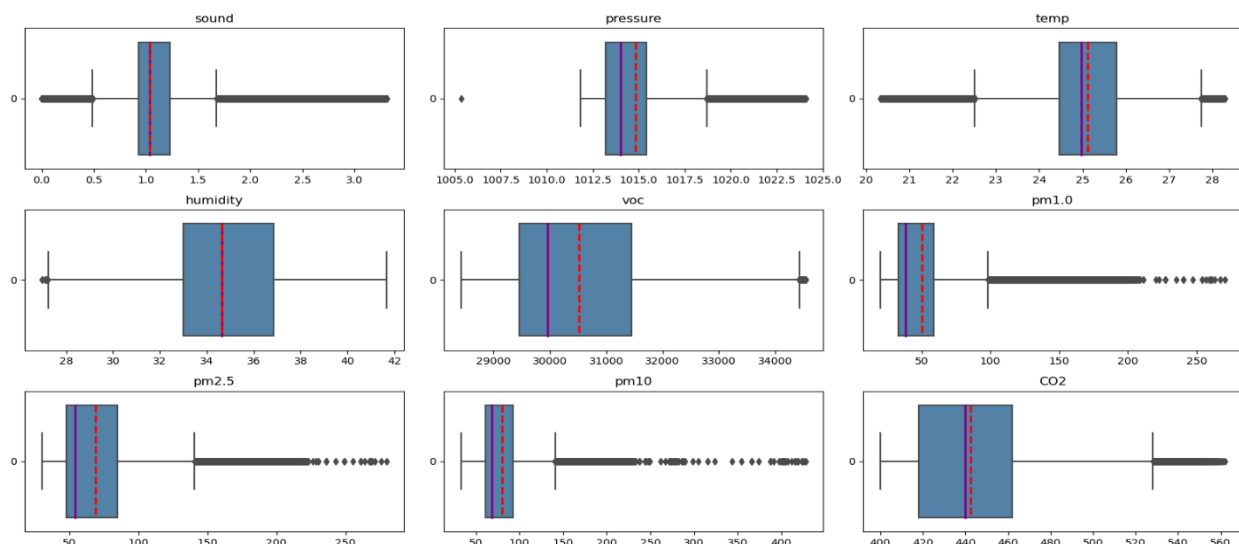 sound pressure temp
0 0 0
0.0 0.5 1.0 1.5 2.0 2.5 3.0 1005.0 1007.5 1010.0 1012.5 1015.0 1017.5 1020.0 1022.5 1025.0 20 21 22 23 24 25 26 27 28
humidity voc pm1.0
0 0 0
28 30 32 34 36 38 40 42 29000 30000 31000 32000 33000 34000 50 100 150 200 250
pm2.5 pm10 CO2
0 0 0
50 100 150 200 250 50 100 150 200 250 300 350 400 400 420 440 460 480 500 520 540 560